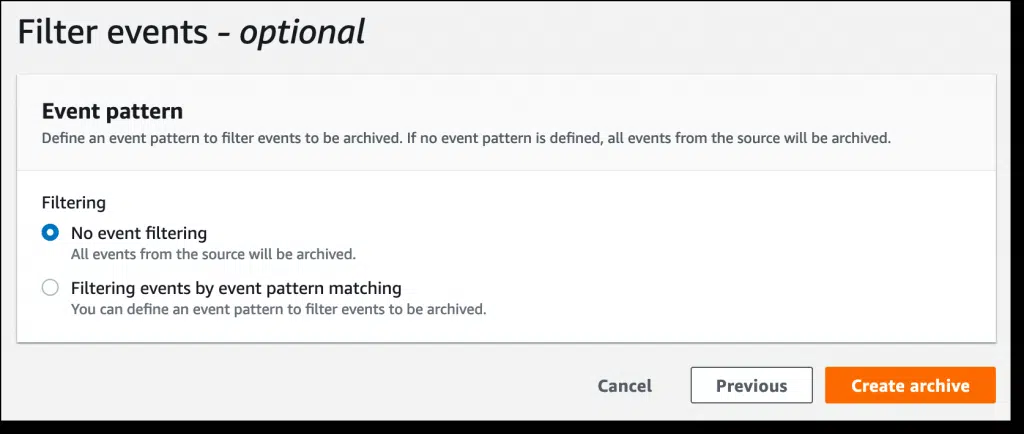 Filter events - optional
Event pattern
Define an event pattern to filter events to be archived. If no event pattern is defined, all events from the source will be archived.
Filtering
No event filtering
All events from the source will be archived.
Filtering events by event pattern matching
You can define an event pattern to filter events to be archived.
Cancel Previous Create archive